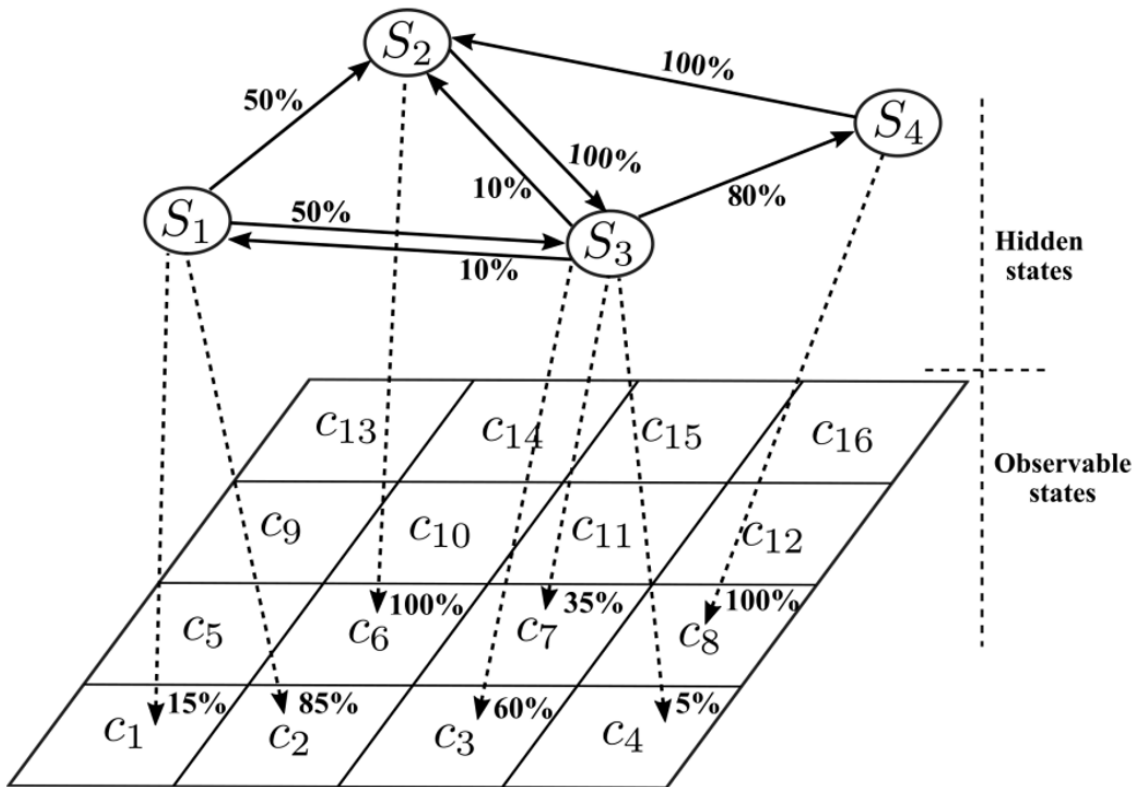 S₂
100%
S₄
50%
100%
10%
80%
S₁
50%
S₃
10%
Hidden
states
c₁₃
c₁₄
c₁₅
c₁₆
Observable
states
c₉
c₁₀
c₁₁
c₁₂
100%
35%
100%
c₅
c₆
c₇
c₈
15%
85%
60%
5%
c₁
c₂
c₃
c₄